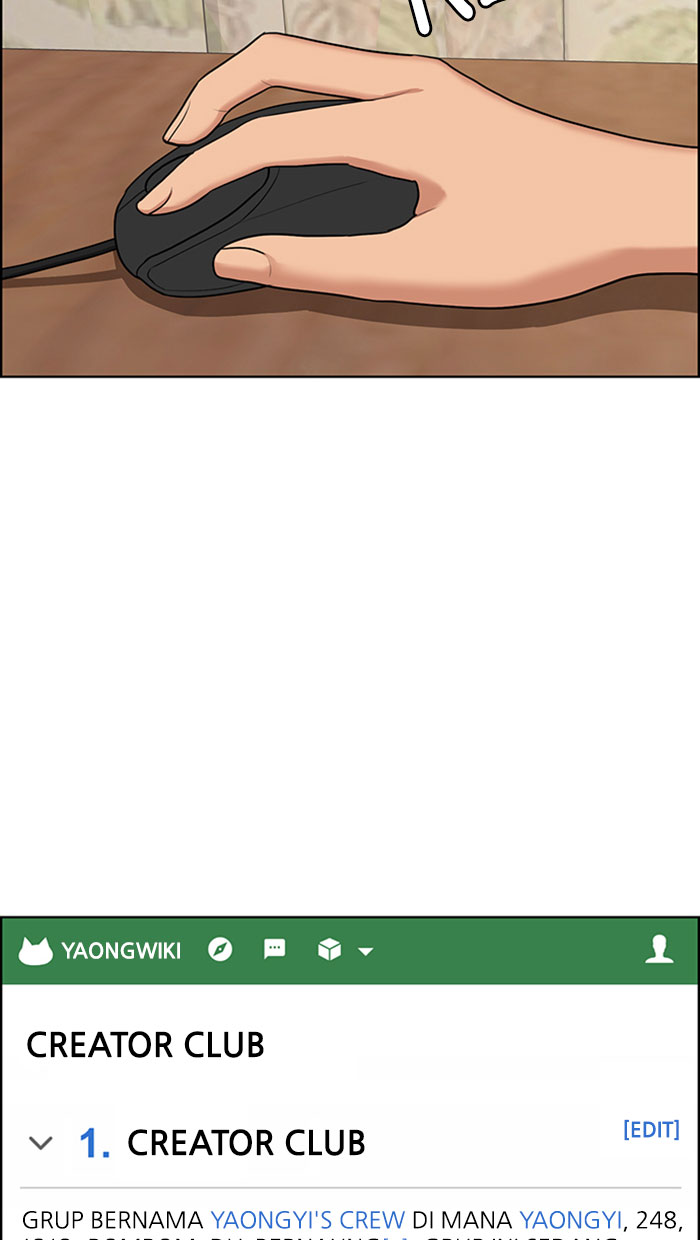 YAONGWIKI
CREATOR CLUB
1. CREATOR CLUB
[EDIT]
GRUP BERNAMA YAONGYI'S CREW DI MANA YAONGYI, 248,